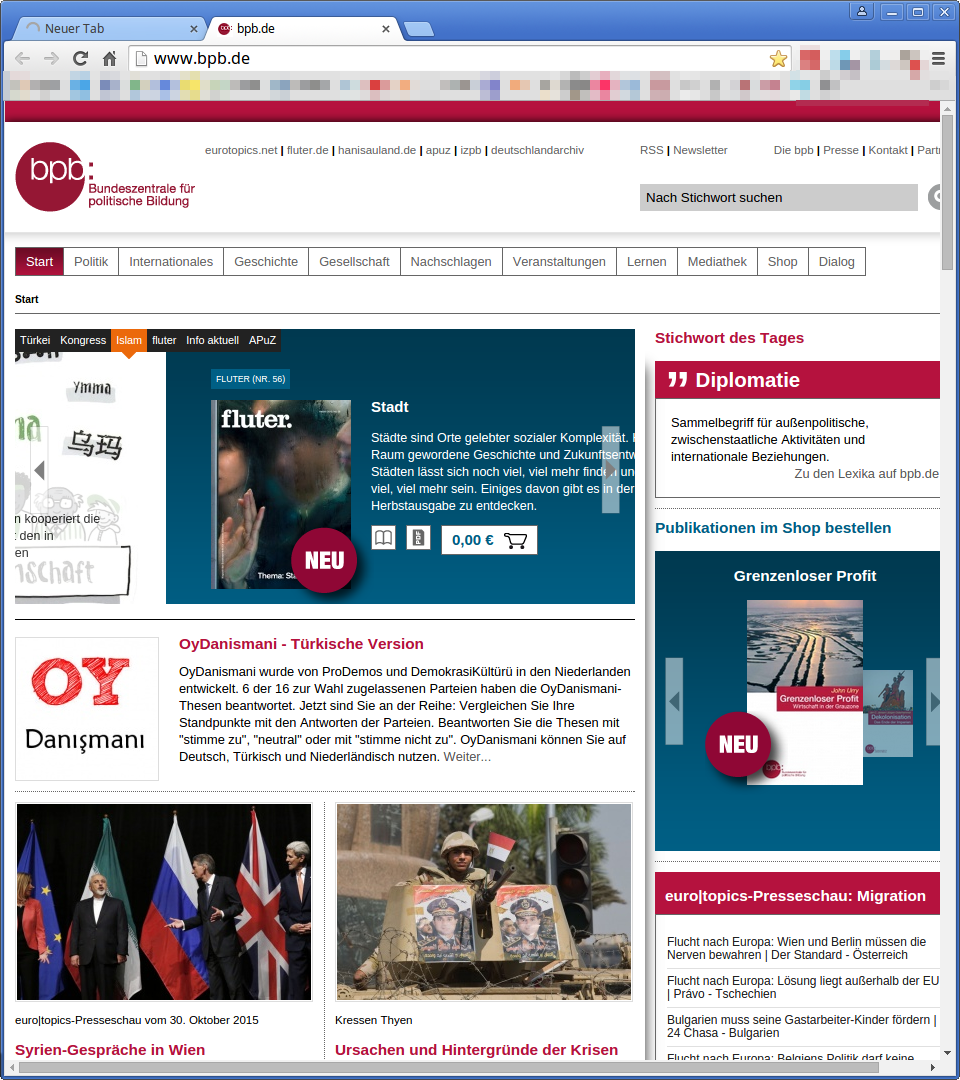 Neuer Tab
bpb.de
www.bpb.de
eurotopics.net | fluter.de | hanisauland.de | apuz | izpb | deutschlandarchiv
RSS | Newsletter
Die bpb | Presse | Kontakt | Partn
bpb:
Bundeszentrale für
politische Bildung
Nach Stichwort suchen
Start
Politik
Internationales
Geschichte
Gesellschaft
Nachschlagen
Veranstaltungen
Lernen
Mediathek
Shop
Dialog
Start
Türkei
Kongress
Islam
fluter
Info aktuell
APuZ
Ymma
乌玛
n kooperiert die
t den in
en
nschaft
FLUTER (NR. 56)
fluter.
Thema:
NEU
Stadt
Städte sind Orte gelebter sozialer Komplexität.
Raum gewordene Geschichte und Zukunftsentw
Städten lässt sich noch viel, viel mehr finden un
viel, viel mehr sein. Einiges davon gibt es in der
Herbstausgabe zu entdecken.
PDF
0,00 €
OY
Danışmani
OyDanismani - Türkische Version
OyDanismani wurde von ProDemos und DemokrasiKültürü in den Niederlanden
entwickelt. 6 der 16 zur Wahl zugelassenen Parteien haben die OyDanismani-
Thesen beantwortet. Jetzt sind Sie an der Reihe: Vergleichen Sie Ihre
Standpunkte mit den Antworten der Parteien. Beantworten Sie die Thesen mit
"stimme zu", "neutral" oder mit "stimme nicht zu". OyDanismani können Sie auf
Deutsch, Türkisch und Niederländisch nutzen. Weiter...
euro|topics-Presseschau vom 30. Oktober 2015
Syrien-Gespräche in Wien
Kressen Thyen
Ursachen und Hintergründe der Krisen
Stichwort des Tages
Diplomatie
Sammelbegriff für außenpolitische,
zwischenstaatliche Aktivitäten und
internationale Beziehungen.
Zu den Lexika auf bpb.de
Publikationen im Shop bestellen
Grenzenloser Profit
John Urry
Grenzenloser Profit
Wirtschaft in der Grauzone
Dekolonisation
NEU
bpb:
euro|topics-Presseschau: Migration
Flucht nach Europa: Wien und Berlin müssen die
Nerven bewahren | Der Standard - Österreich
Flucht nach Europa: Lösung liegt außerhalb der EU
| Právo - Tschechien
Bulgarien muss seine Gastarbeiter-Kinder fördern |
24 Chasa - Bulgarien
Flucht nach Europa: Belgiens Politik darf keine